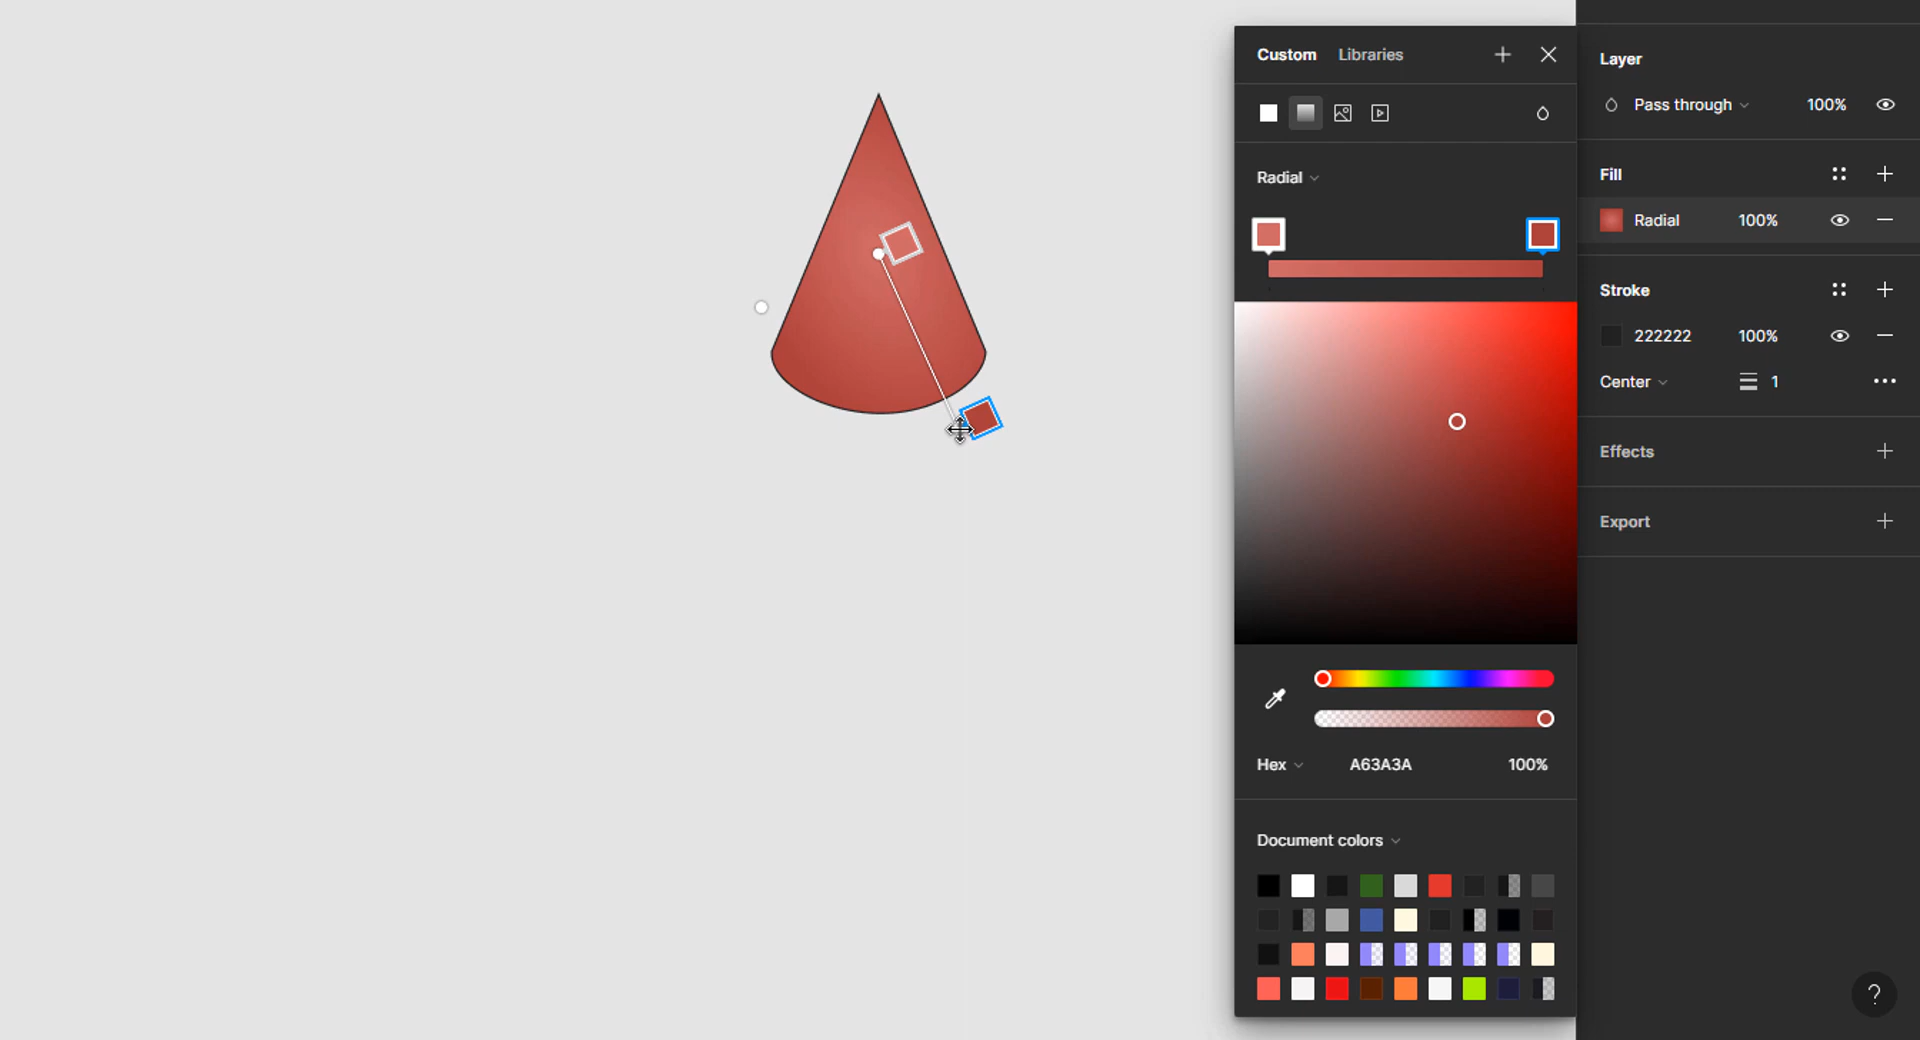 Custom Libraries
Radial
Hex A63A3A 100%
Document colors
Layer
Pass through 100%
Fill
Radial 100%
Stroke
222222 100%
Center 1
Effects
Export
?